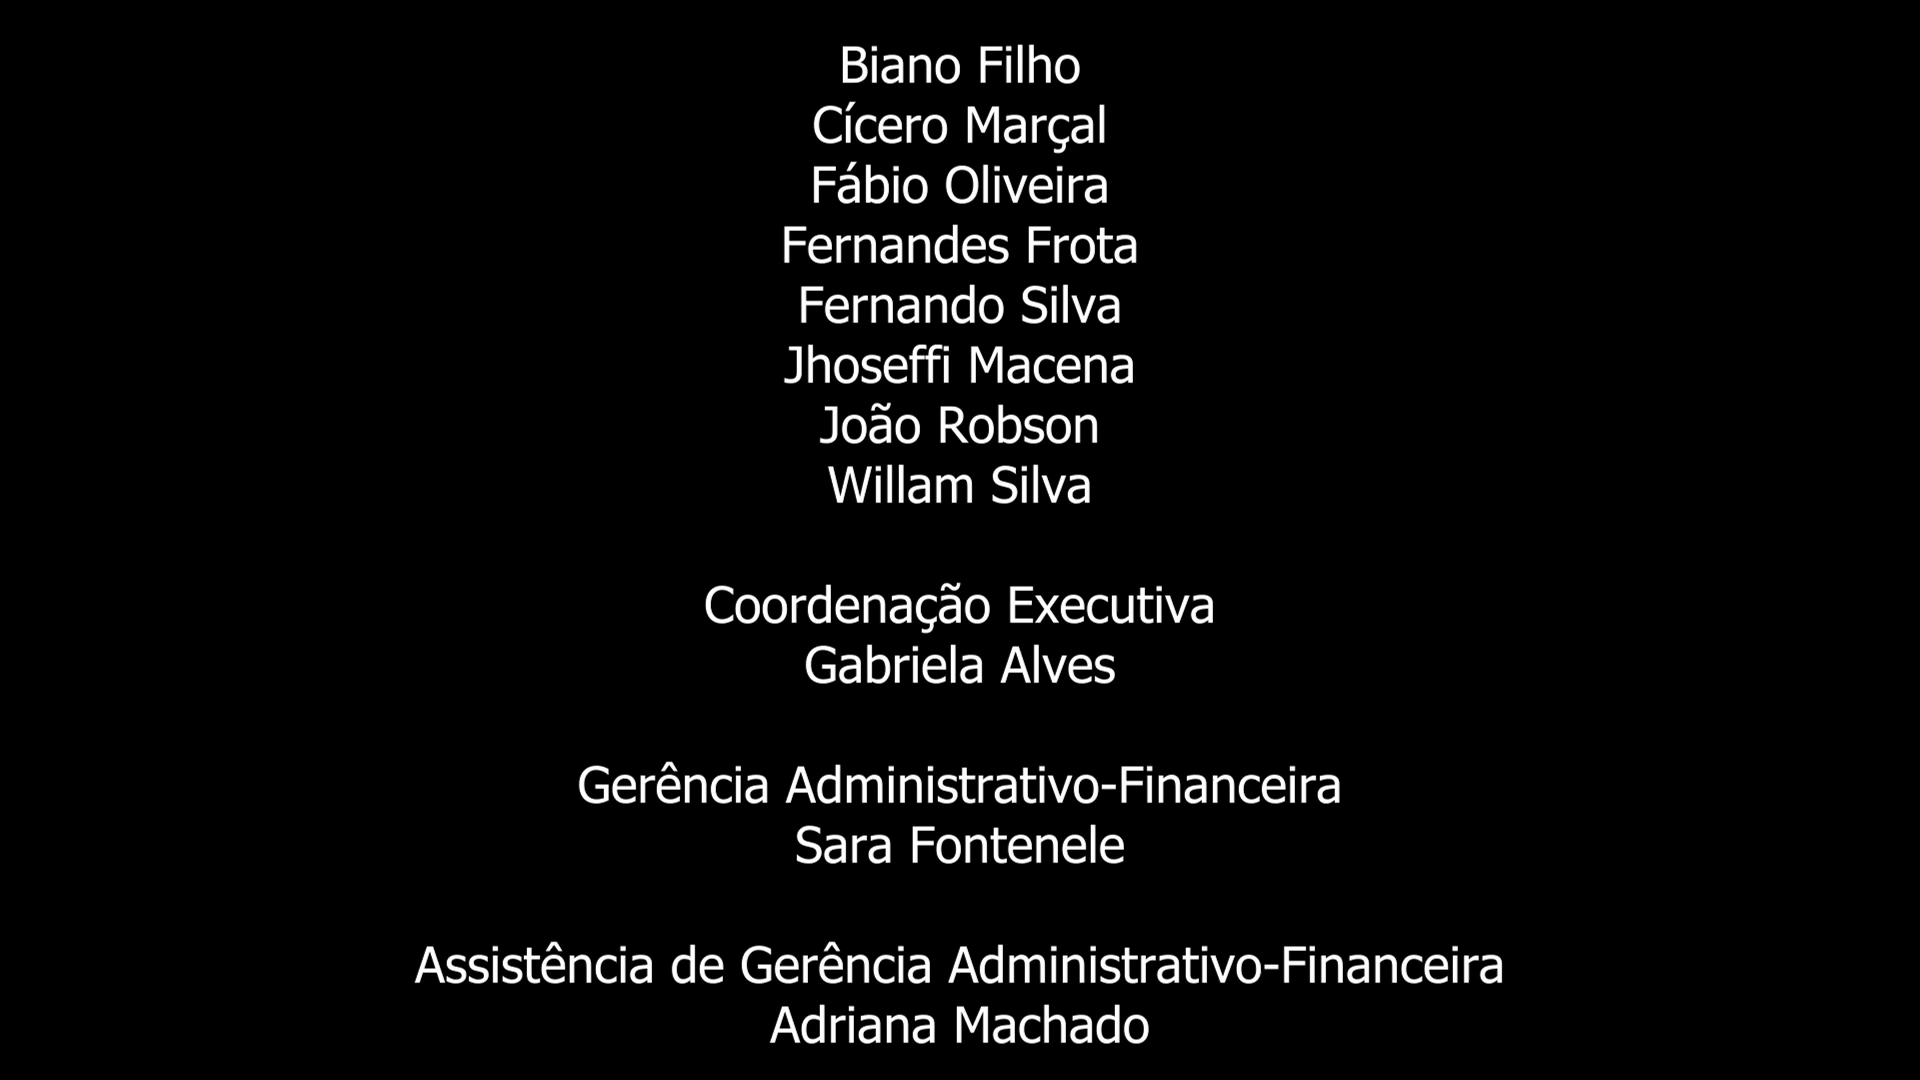 Biano Filho
Cícero Marçal
Fábio Oliveira
Fernandes Frota
Fernando Silva
Jhoseffi Macena
João Robson
Willam Silva
Coordenação Executiva
Gabriela Alves
Gerência Administrativo-Financeira
Sara Fontenele
Assistência de Gerência Administrativo-Financeira
Adriana Machado